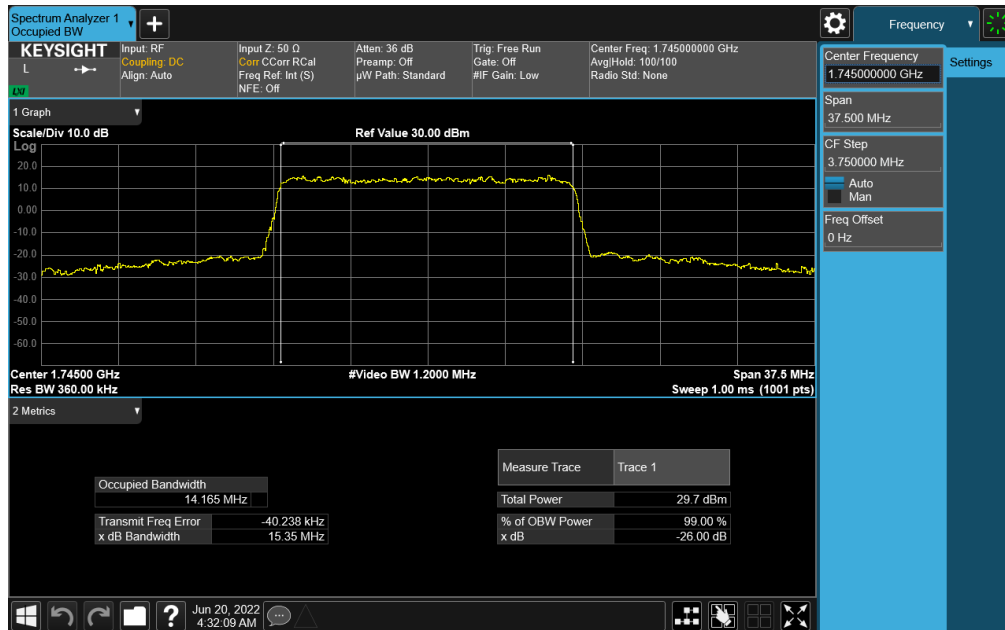 Spectrum Analyzer 1
Occupied BW
Frequency
KEYSIGHT
L
LXI
Input: RF
Coupling: DC
Align: Auto
Input Z: 50 Ω
Corr CCorr RCal
Freq Ref: Int (S)
NFE: Off
Atten: 36 dB
Preamp: Off
µW Path: Standard
Trig: Free Run
Gate: Off
#IF Gain: Low
Center Freq: 1.745000000 GHz
Avg|Hold: 100/100
Radio Std: None
Center Frequency
1.745000000 GHz
Settings
Span
37.500 MHz
CF Step
3.750000 MHz
Auto
Man
Freq Offset
0 Hz
1 Graph
Scale/Div 10.0 dB
Ref Value 30.00 dBm
Log
20.0
10.0
0.00
-10.0
-20.0
-30.0
-40.0
-50.0
-60.0
Center 1.74500 GHz
#Video BW 1.2000 MHz
Span 37.5 MHz
Res BW 360.00 kHz
Sweep 1.00 ms (1001 pts)
2 Metrics
Measure Trace Trace 1
Occupied Bandwidth
14.165 MHz
Total Power 29.7 dBm
Transmit Freq Error -40.238 kHz
% of OBW Power 99.00 %
x dB Bandwidth 15.35 MHz
x dB -26.00 dB
Jun 20, 2022
4:32:09 AM